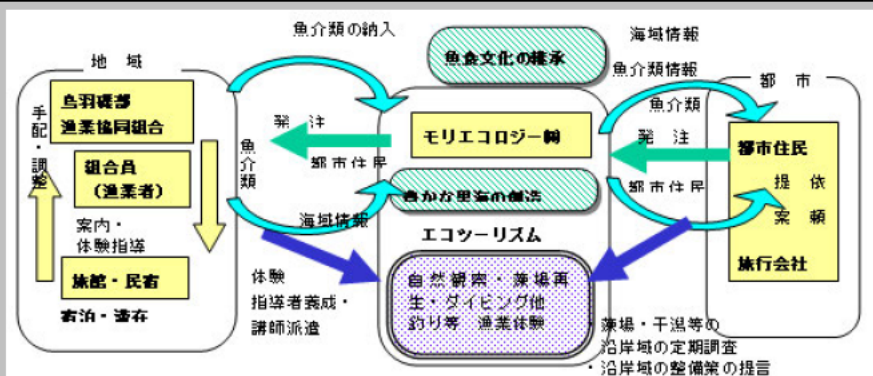 魚介類の納入
海域情報
地域
魚食文化の継承
魚介類情報
都市
鳥羽磯部
漁業協同組合
手配・調整
発注
モリエコロジー㈱
魚介類
発注
都市住民
組合員
（漁業者）
魚介類
都市住民
都市住民
提案
依頼
豊かな里海の創造
案内・
体験指導
海域情報
エコツーリズム
旅行会社
旅館・民宿
宿泊・滞在
体験
指導者養成・
講師派遣
自然観察・藻場再
生・ダイビング他
釣り等　漁業体験
・藻場・干潟等の
沿岸域の定期調査
・沿岸域の整備策の提言